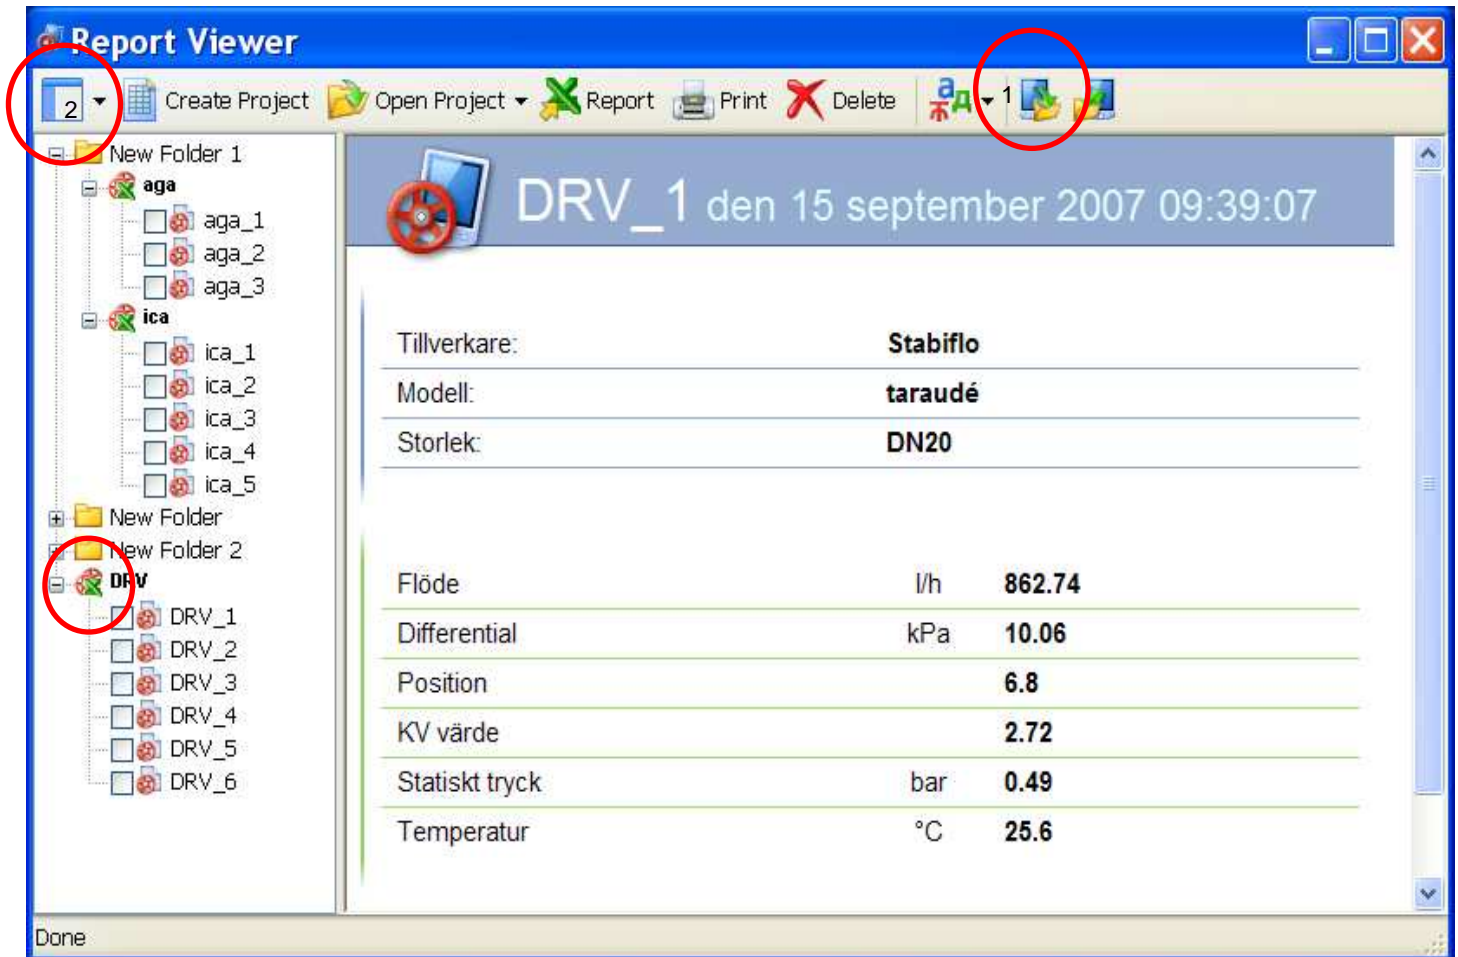 Report Viewer
2 Create Project Open Project Report Print Delete 1
New Folder 1
aga
aga_1
aga_2
aga_3
ica
ica_1
ica_2
ica_3
ica_4
ica_5
New Folder
New Folder 2
DRV
DRV_1
DRV_2
DRV_3
DRV_4
DRV_5
DRV_6
DRV_1 den 15 september 2007 09:39:07
Tillverkare: Stabiflo
Modell: taraudé
Storlek: DN20
Flöde l/h 862.74
Differential kPa 10.06
Position 6.8
KV värde 2.72
Statiskt tryck bar 0.49
Temperatur °C 25.6
Done